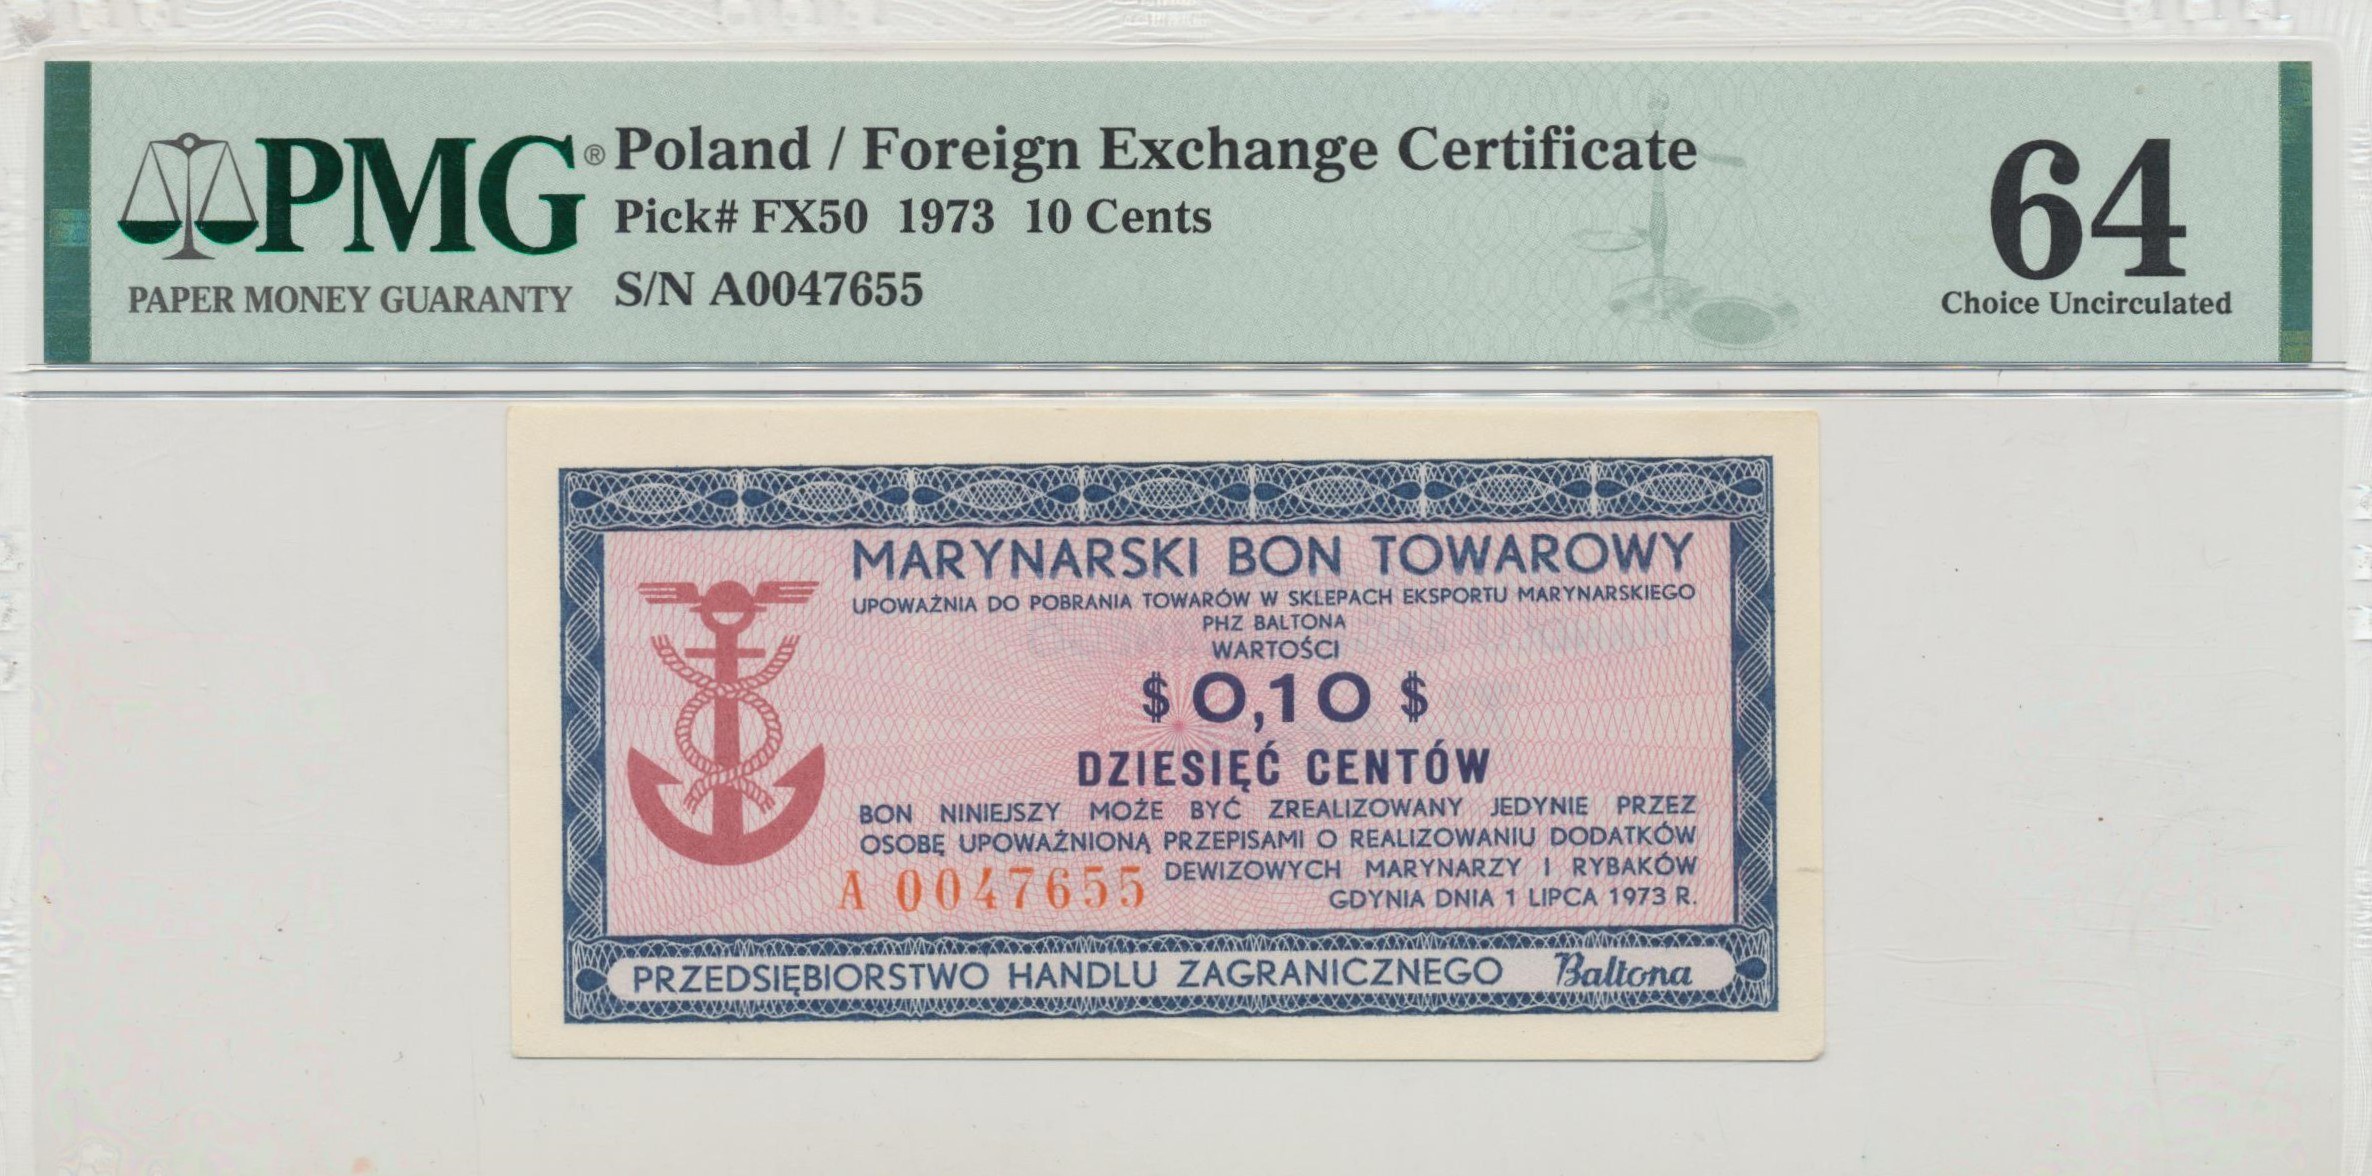 PMG®
PAPER MONEY GUARANTY
Poland / Foreign Exchange Certificate
Pick# FX50 1973 10 Cents
S/N A0047655
64
Choice Uncirculated
MARYNARSKI BON TOWAROWY
UPOWAŻNIA DO POBRANIA TOWARÓW W SKLEPACH EKSPORTU MARYNARSKIEGO
PHZ BALTONA
WARTOŚCI
$ 0,10 $
DZIESIĘĆ CENTÓW
BON NINIEJSZY MOŻE BYĆ ZREALIZOWANY JEDYNIE PRZEZ
OSOBĘ UPOWAŻNIONĄ PRZEPISAMI O REALIZOWANIU DODATKÓW
DEWIZOWYCH MARYNARZY I RYBAKÓW
A 0047655
GDYNIA DNIA 1 LIPCA 1973 R.
PRZEDSIĘBIORSTWO HANDLU ZAGRANICZNEGO Baltona